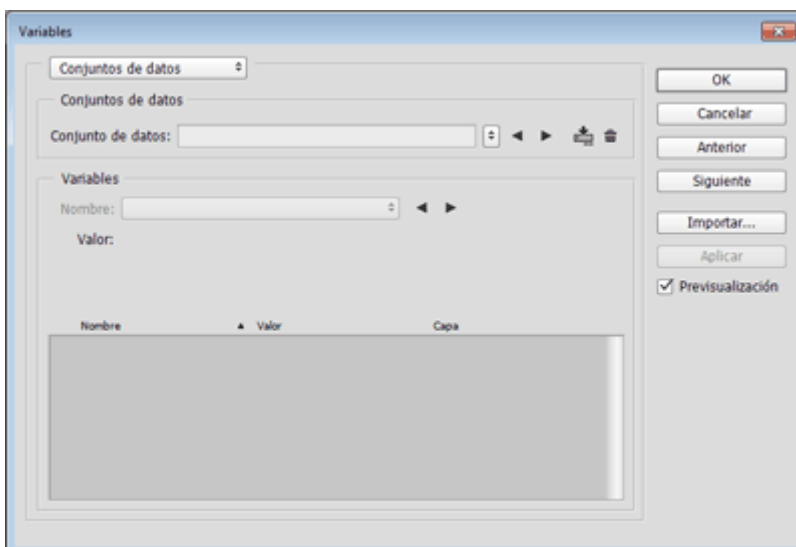 Variables
Conjuntos de datos
Conjuntos de datos
Conjunto de datos:
Variables
Nombre:
Valor:
Nombre Valor Capa
OK
Cancelar
Anterior
Siguiente
Importar...
Aplicar
Previsualización